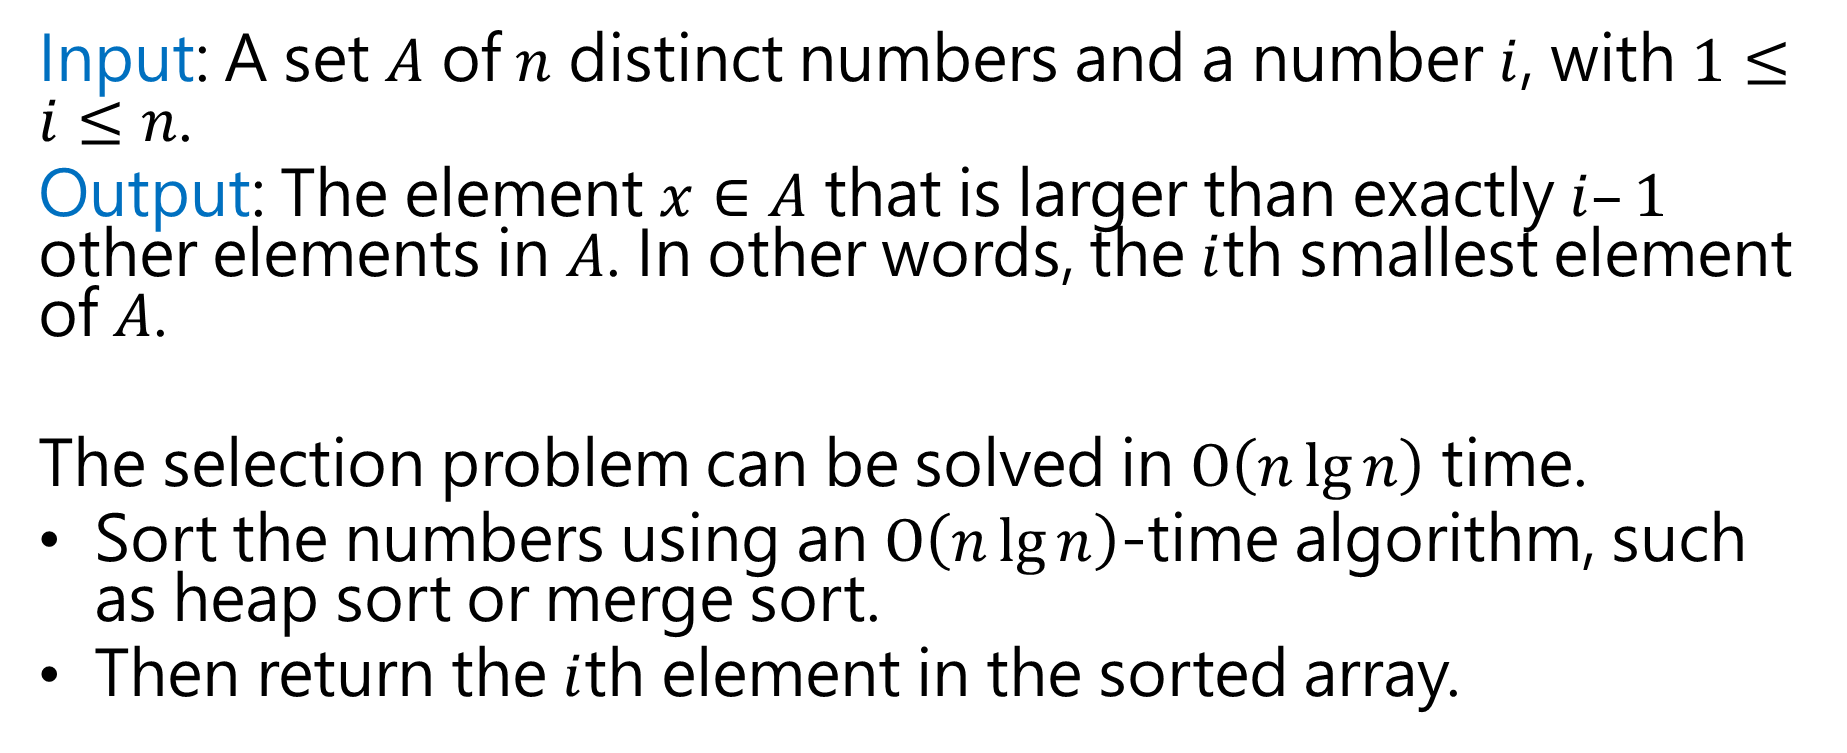 Input: A set A of n distinct numbers and a number i, with 1 ≤
i ≤ n.
Output: The element x ∈ A that is larger than exactly i– 1
other elements in A. In other words, the ith smallest element
of A.
The selection problem can be solved in O(n lg n) time.
• Sort the numbers using an O(n lg n)-time algorithm, such
as heap sort or merge sort.
• Then return the ith element in the sorted array.